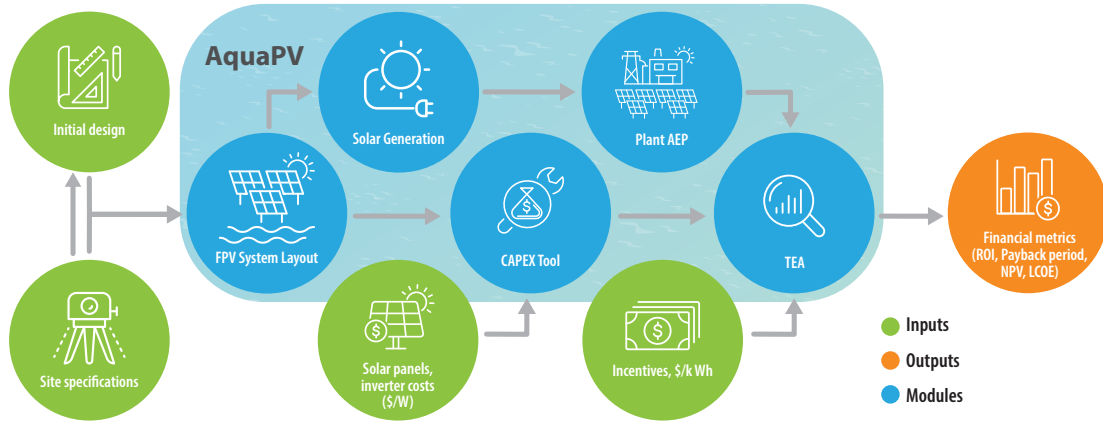 AquaPV
Initial design
Solar Generation
Plant AEP
FPV System Layout
CAPEX Tool
TEA
Financial metrics
(ROI, Payback period,
NPV, LCOE)
Site specifications
Solar panels,
inverter costs
($/W)
Incentives, $/k Wh
Inputs
Outputs
Modules
$
$
$
$